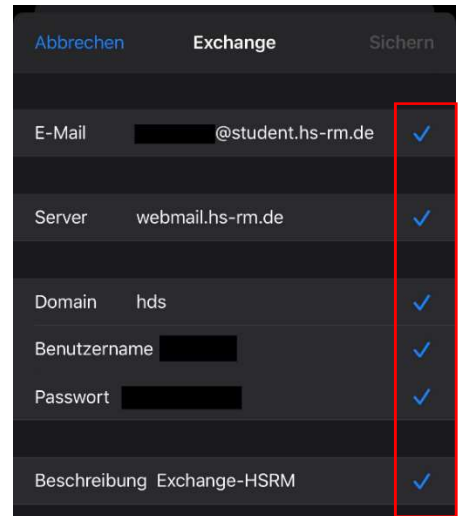 Abbrechen Exchange Sichern
E-Mail @student.hs-rm.de
Server webmail.hs-rm.de
Domain hds
Benutzername
Passwort
Beschreibung Exchange-HSRM